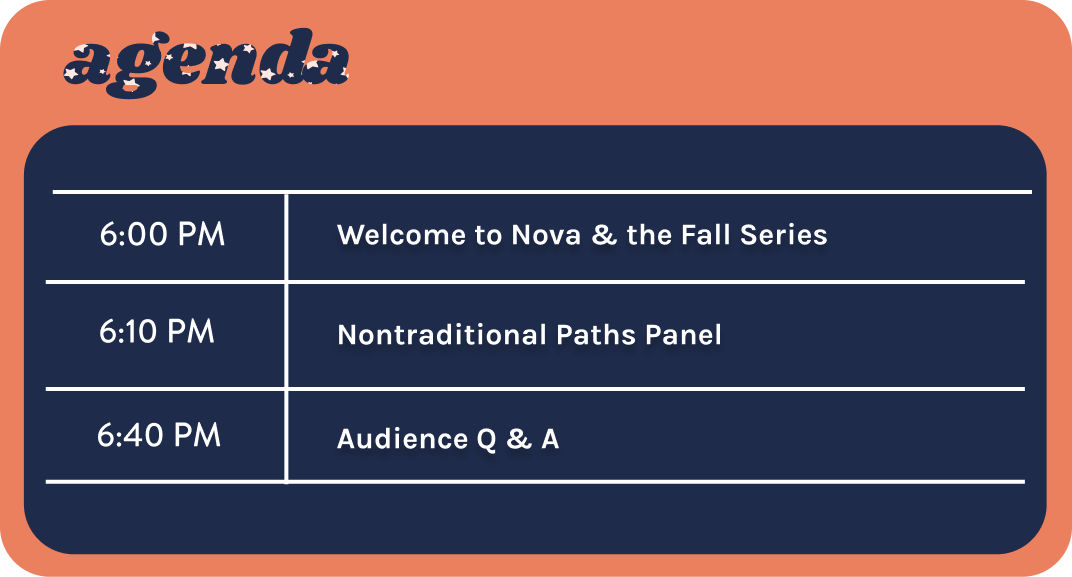 agenda
6:00 PM Welcome to Nova & the Fall Series
6:10 PM Nontraditional Paths Panel
6:40 PM Audience Q & A